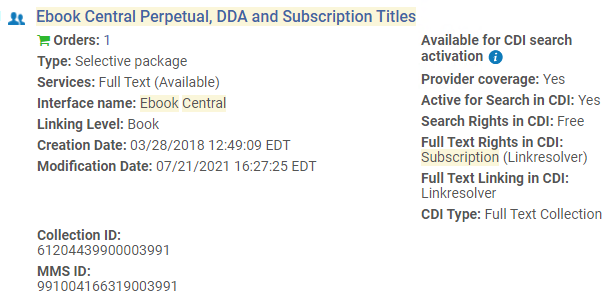 Ebook Central Perpetual, DDA and Subscription Titles
Orders: 1
Type: Selective package
Services: Full Text (Available)
Interface name: Ebook Central
Linking Level: Book
Creation Date: 03/28/2018 12:49:09 EDT
Modification Date: 07/21/2021 16:27:25 EDT
Collection ID:
61204439900003991
MMS ID:
991004166319003991
Available for CDI search
activation
Provider coverage: Yes
Active for Search in CDI: Yes
Search Rights in CDI: Free
Full Text Rights in CDI:
Subscription (Linkresolver)
Full Text Linking in CDI:
Linkresolver
CDI Type: Full Text Collection